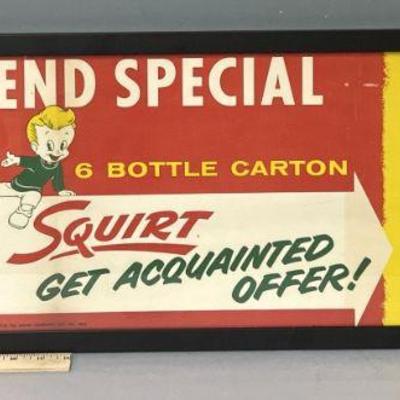 END SPECIAL
6 BOTTLE CARTON
SQUIRT
GET ACQUAINTED
OFFER!